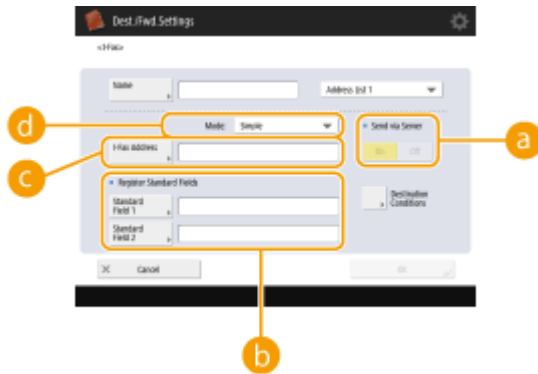 Dest./Fwd. Settings
<I-Fax>
Name
Address List 1
d
Mode: Simple
Send via Server
On Off
a
c
I-Fax Address
Register Standard Fields
Standard Field 1
Destination Conditions
Standard Field 2
Cancel
OK
b